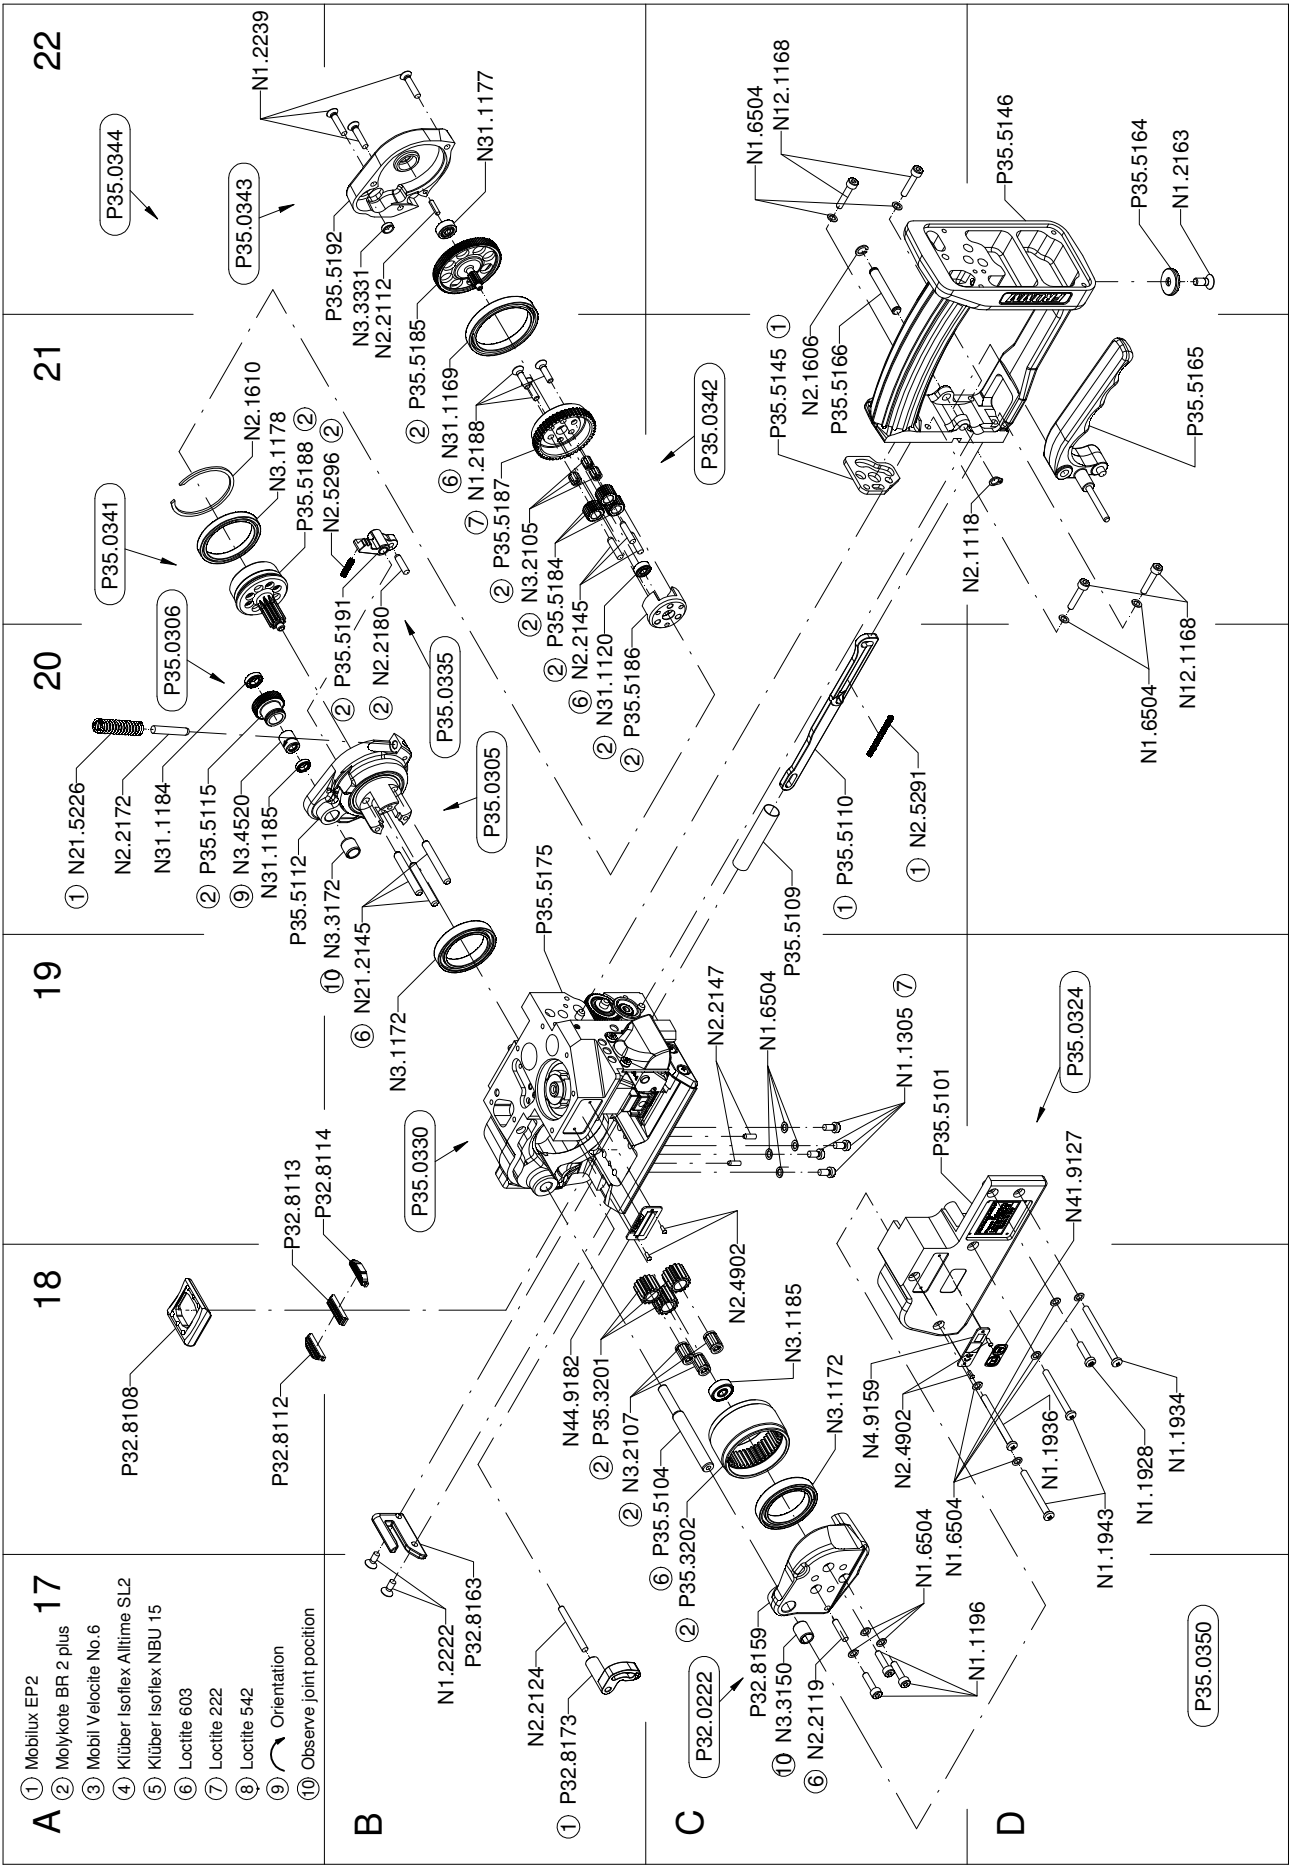 17
18
19
20
21
22
A
① Mobilux EP2
② Molykote BR 2 plus
③ Mobil Velocite No.6
④ Klüber Isoflex Alltime SL2
⑤ Klüber Isoflex NBU 15
⑥ Loctite 603
⑦ Loctite 222
⑧ Loctite 542
⑨ Orientation
⑩ Observe joint position
P32.8108
P32.8112
P32.8113
P32.8114
① N21.5226
N2.2172
N31.1184
② P35.5115
⑨ N3.4520
N31.1185
P35.5112
P35.0306
P35.0341
N2.1610
N3.1178
P35.5188 ②
N2.5296 ②
P35.0344
P35.0343
N1.2239
B
N1.2222
P32.8163
N2.2124
① P32.8173
N44.9182
② P35.3201
② N3.2107
P35.0330
⑩ N3.3172
⑥ N21.2145
N3.1172
P35.5175
P35.0305
P35.0335
② P35.5191
② N2.2180
P35.5192
N3.3331
N2.2112
N31.1177
② P35.5185
⑥ N31.1169
⑦ N1.2188
② P35.5187
② N3.2105
② P35.5184
⑥ N2.2145
② N31.1120
② P35.5186
C
⑥ P35.5104
② P35.3202
P32.0222
P32.8159
⑩ N3.3150
⑥ N2.2119
N1.6504
N1.1196
N3.1185
N3.1172
N2.4902
N2.2147
N1.6504
N1.1305 ⑦
P35.5109
① P35.5110
① N2.5291
P35.0342
P35.5145 ①
N2.1606
P35.5166
N1.6504
N12.1168
N2.1118
D
N4.9159
N2.4902
N1.6504
N1.1936
N1.1943
N1.1928
N1.1934
P35.5101
N41.9127
P35.0324
P35.0350
N1.6504
N12.1168
P35.5165
P35.5146
P35.5164
N1.2163